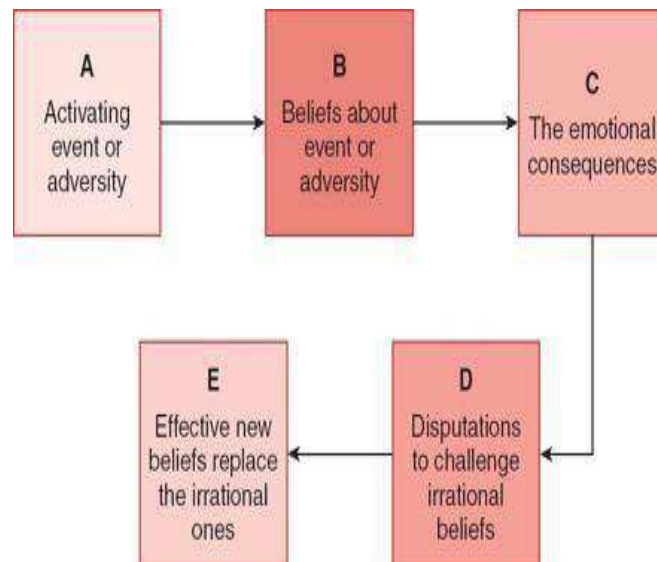 A
Activating
event or
adversity
B
Beliefs about
event or
adversity
C
The emotional
consequences
D
Disputations
to challenge
irrational
beliefs
E
Effective new
beliefs replace
the irrational
ones